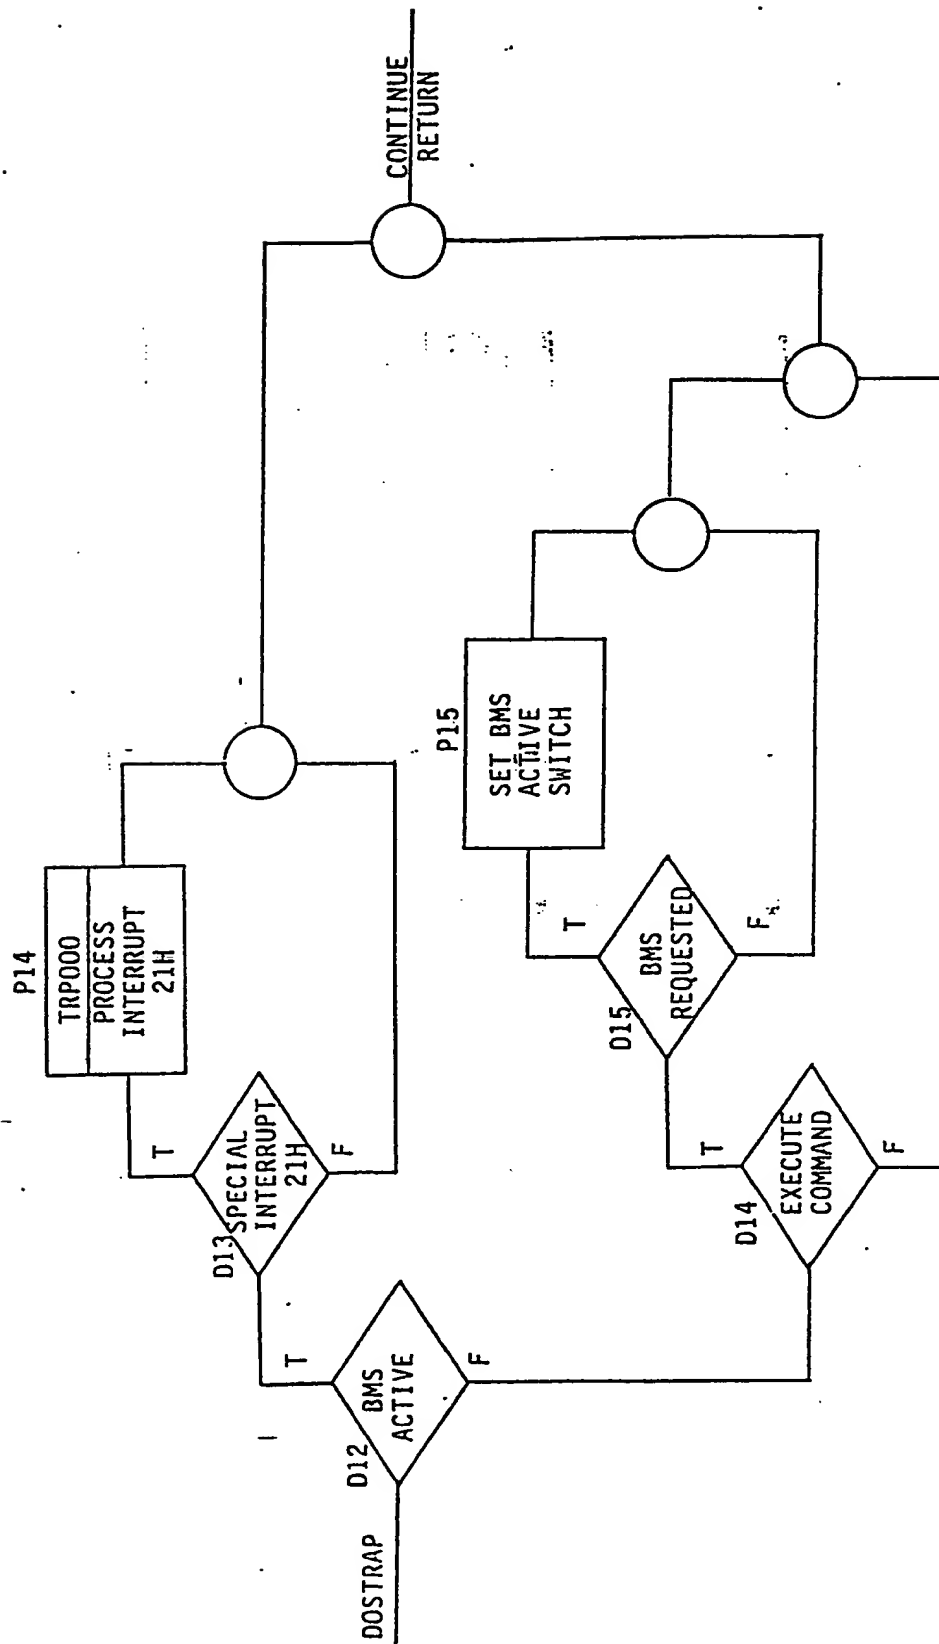 DOSTRAP
D12
BMS
ACTIVE
T
F
D13
SPECIAL
INTERRUPT
21H
T
F
P14
TRP000
PROCESS
INTERRUPT
21H
D14
EXECUTE
COMMAND
T
F
D15
BMS
REQUESTED
T
F
P15
SET BMS
ACTIVE
SWITCH
CONTINUE
RETURN